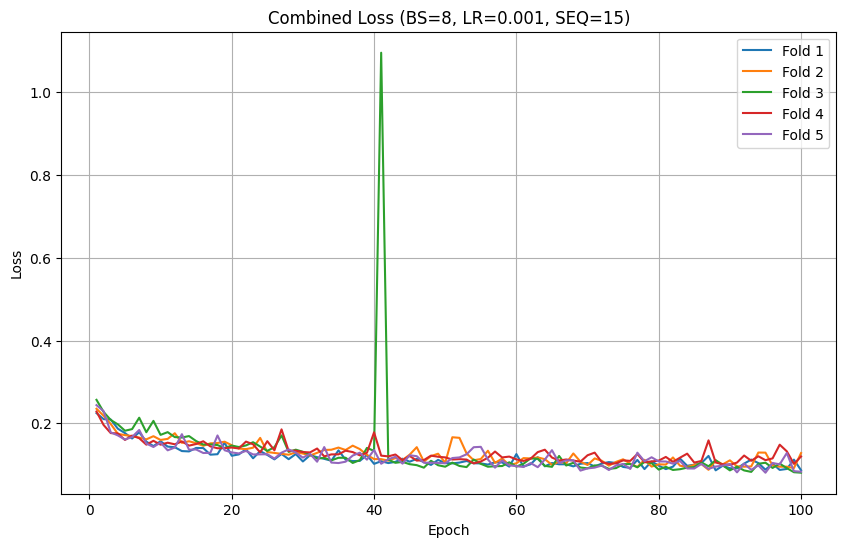 Combined Loss (BS=8, LR=0.001, SEQ=15)
Fold 1
Fold 2
Fold 3
Fold 4
Fold 5
Loss
1.0
0.8
0.6
0.4
0.2
0
20
40
60
80
100
Epoch